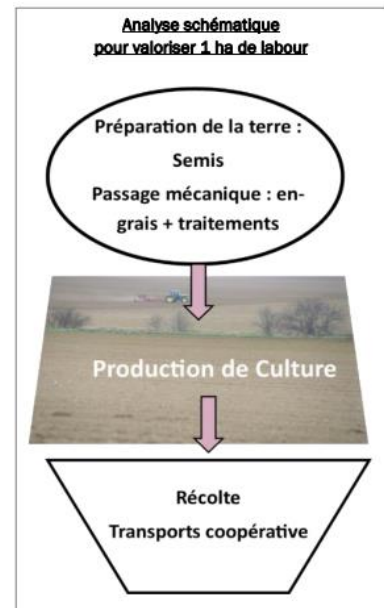 Analyse schématique
pour valoriser 1 ha de labour
Préparation de la terre :
Semis
Passage mécanique : en-
grais + traitements
Production de Culture
Récolte
Transports coopérative